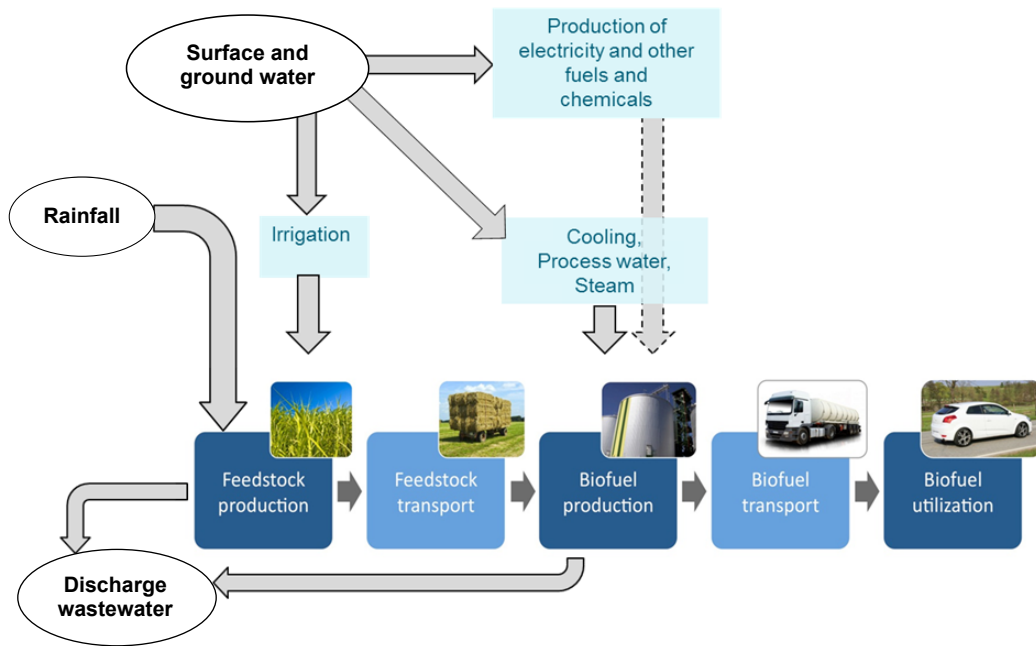 Surface and
ground water
Production of
electricity and other
fuels and
chemicals
Rainfall
Irrigation
Cooling,
Process water,
Steam
Feedstock
production
Feedstock
transport
Biofuel
production
Biofuel
transport
Biofuel
utilization
Discharge
wastewater